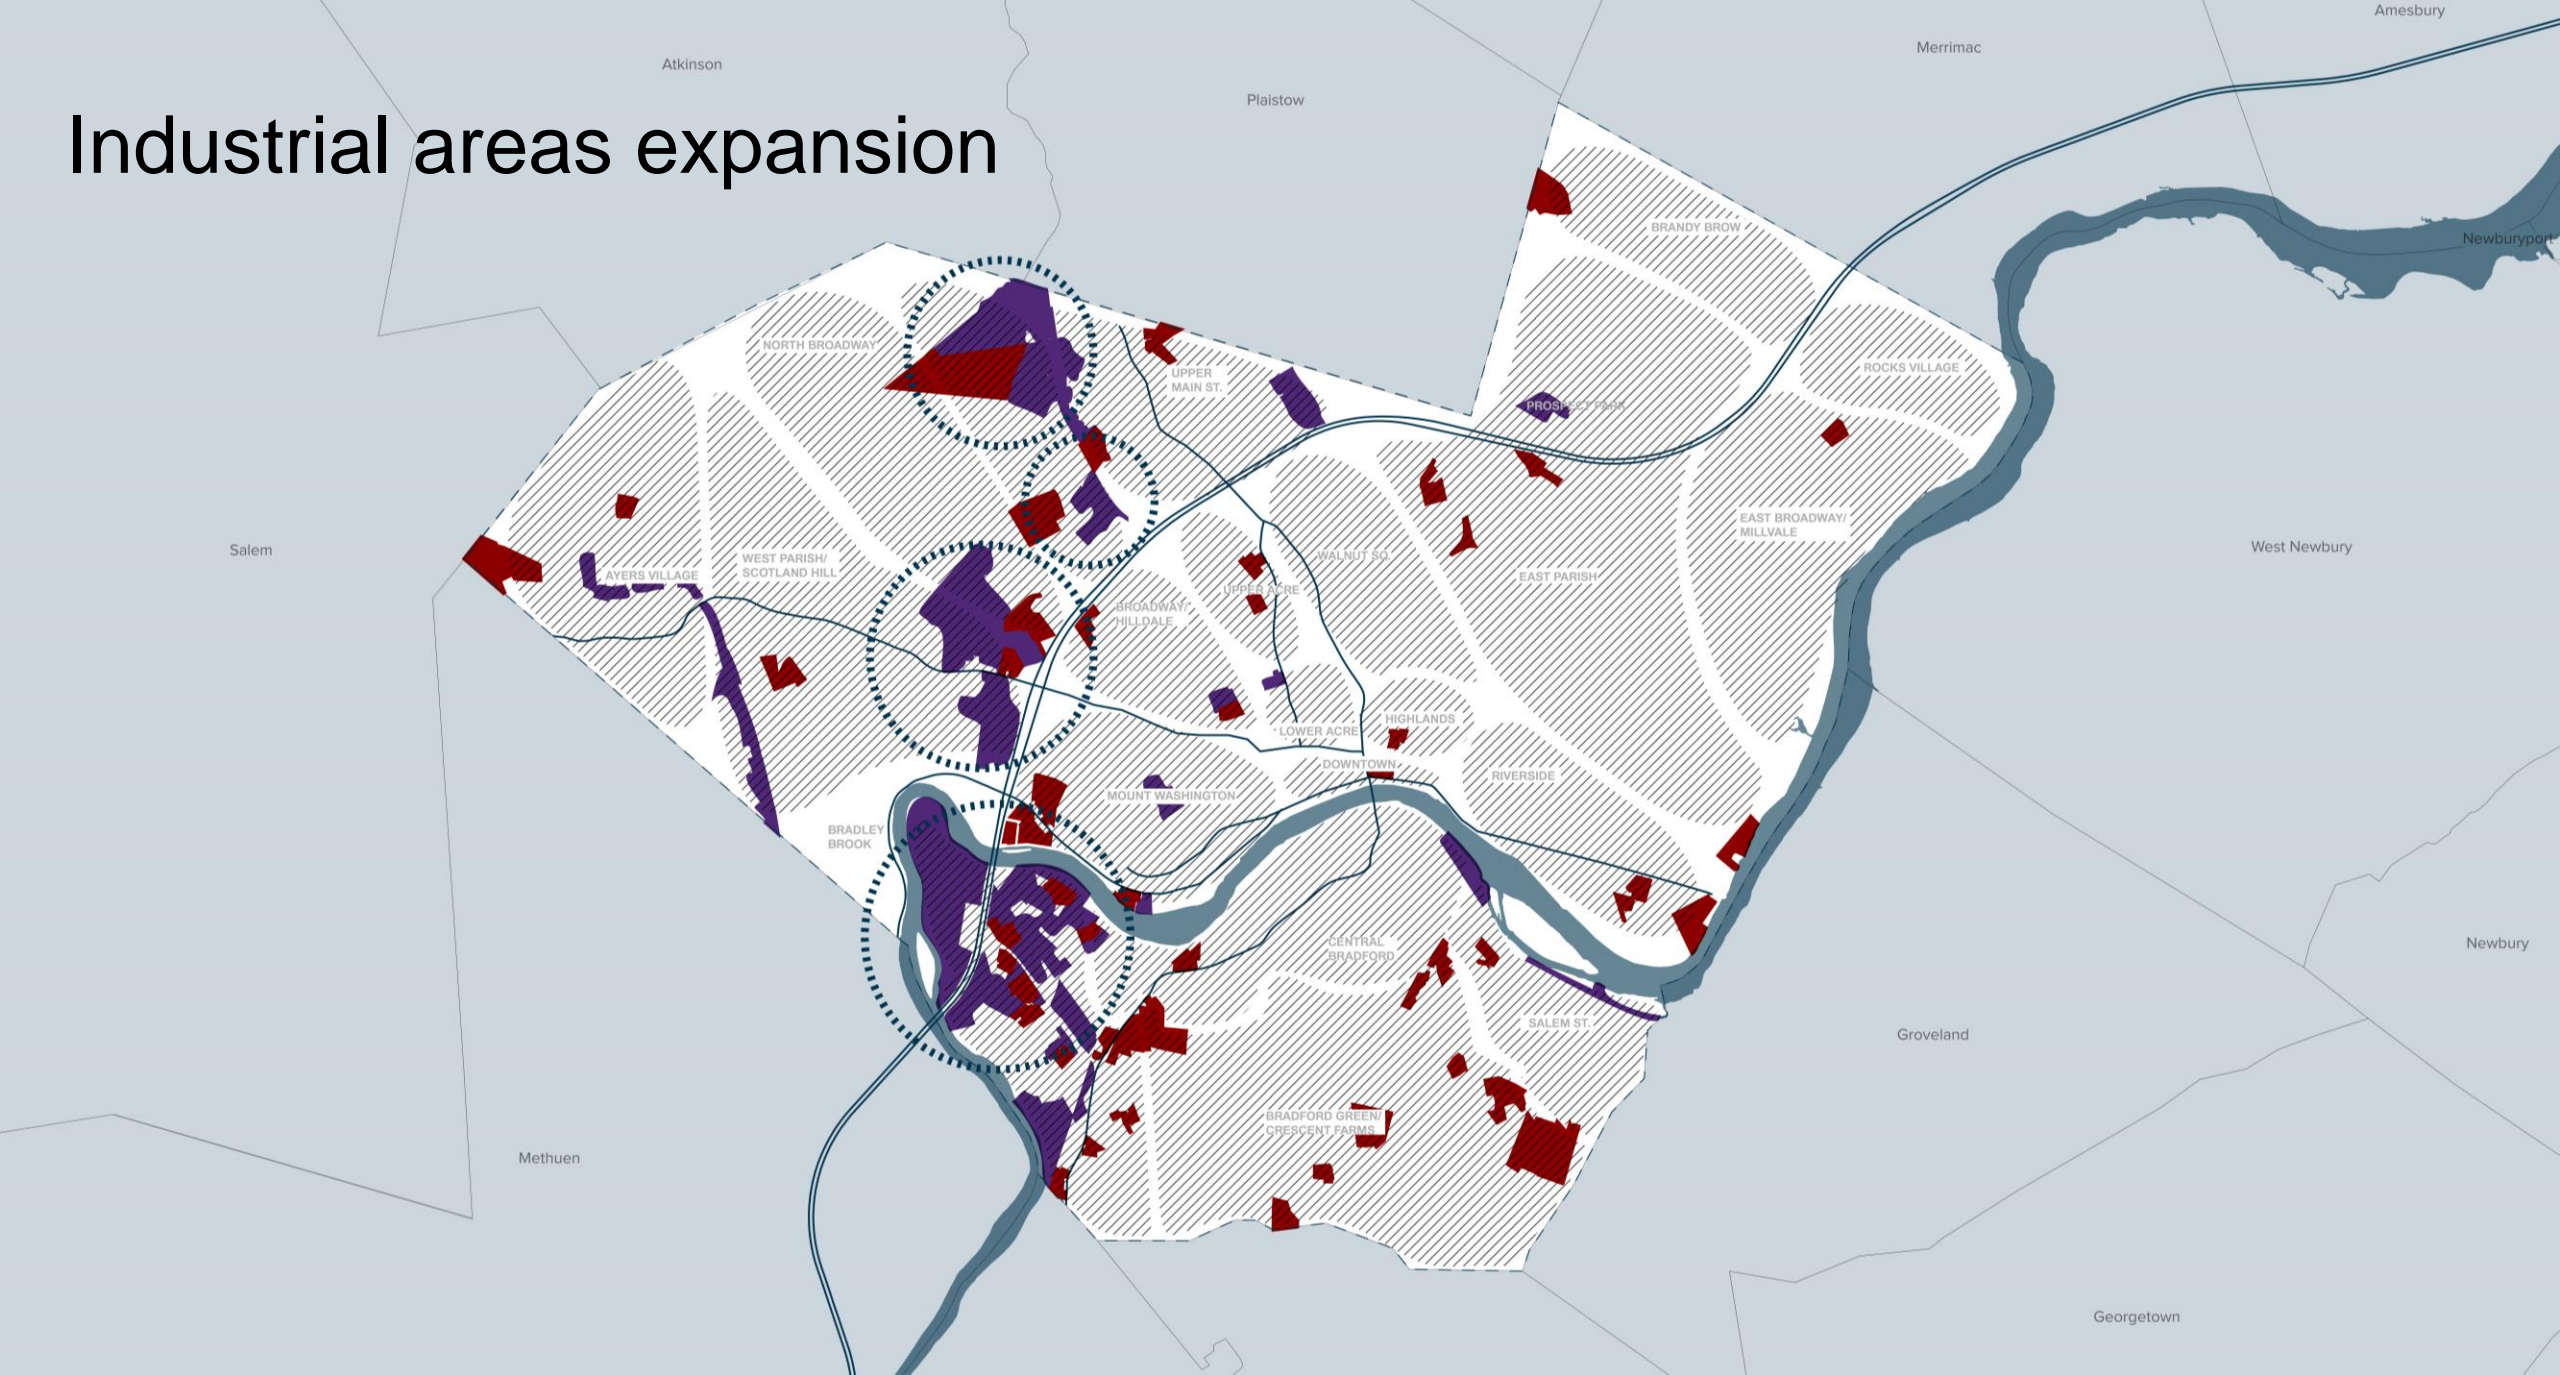 Amesbury
Merrimac
Atkinson
Plaistow
Industrial areas expansion
BRANDY BROW
Newburyport
NORTH BROADWAY
UPPER
MAIN ST.
ROCKS VILLAGE
PROSPECT PARK
EAST BROADWAY/
MILLVALE
West Newbury
Salem
WEST PARISH/
SCOTLAND HILL
AYERS VILLAGE
WALNUT SQ.
EAST PARISH
UPPER ACRE
BROADWAY/
HILLDALE
HIGHLANDS
LOWER ACRE
DOWNTOWN
RIVERSIDE
MOUNT WASHINGTON
BRADLEY
BROOK
CENTRAL
BRADFORD
Newbury
SALEM ST.
Groveland
BRADFORD GREEN/
CRESCENT FARMS
Methuen
Georgetown